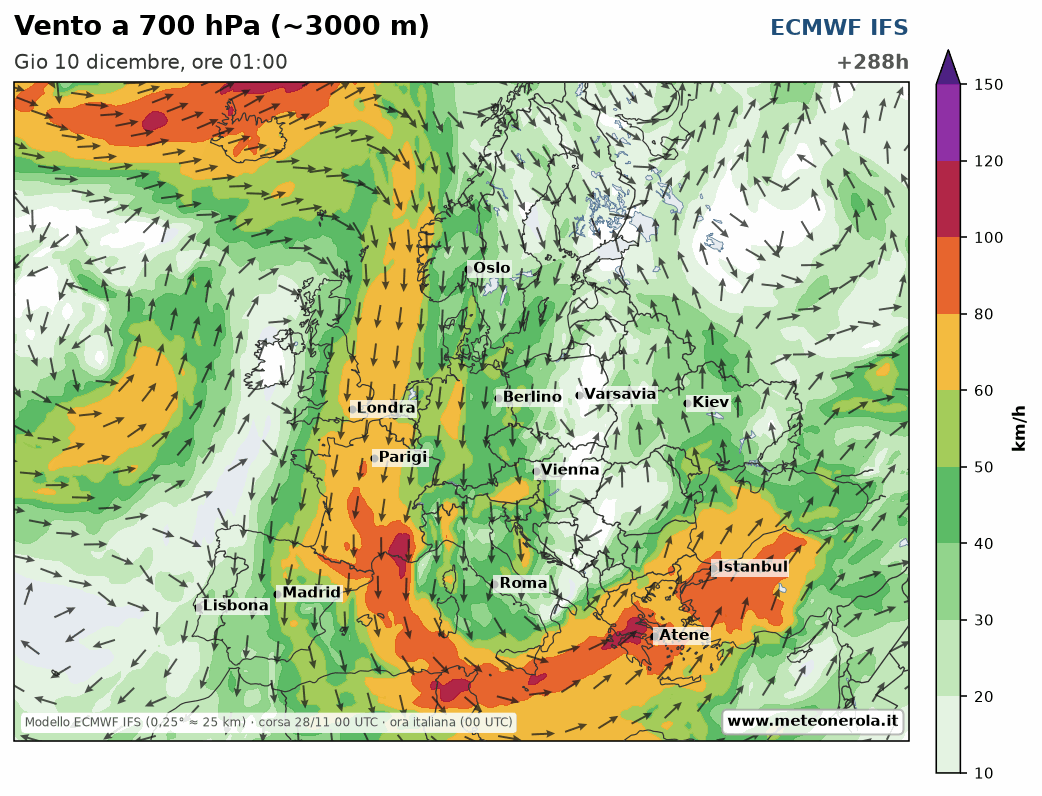 Vento a 700 hPa (~3000 m)
ECMWF IFS
Gio 10 dicembre, ore 01:00
+288h
150
120
100
80
60
50
40
30
20
10
km/h
Oslo
Londra
Berlino
Varsavia
Kiev
Parigi
Vienna
Istanbul
Roma
Madrid
Lisbona
Atene
Modello ECMWF IFS (0,25° ≈ 25 km) · corsa 28/11 00 UTC · ora italiana (00 UTC)
www.meteonerola.it